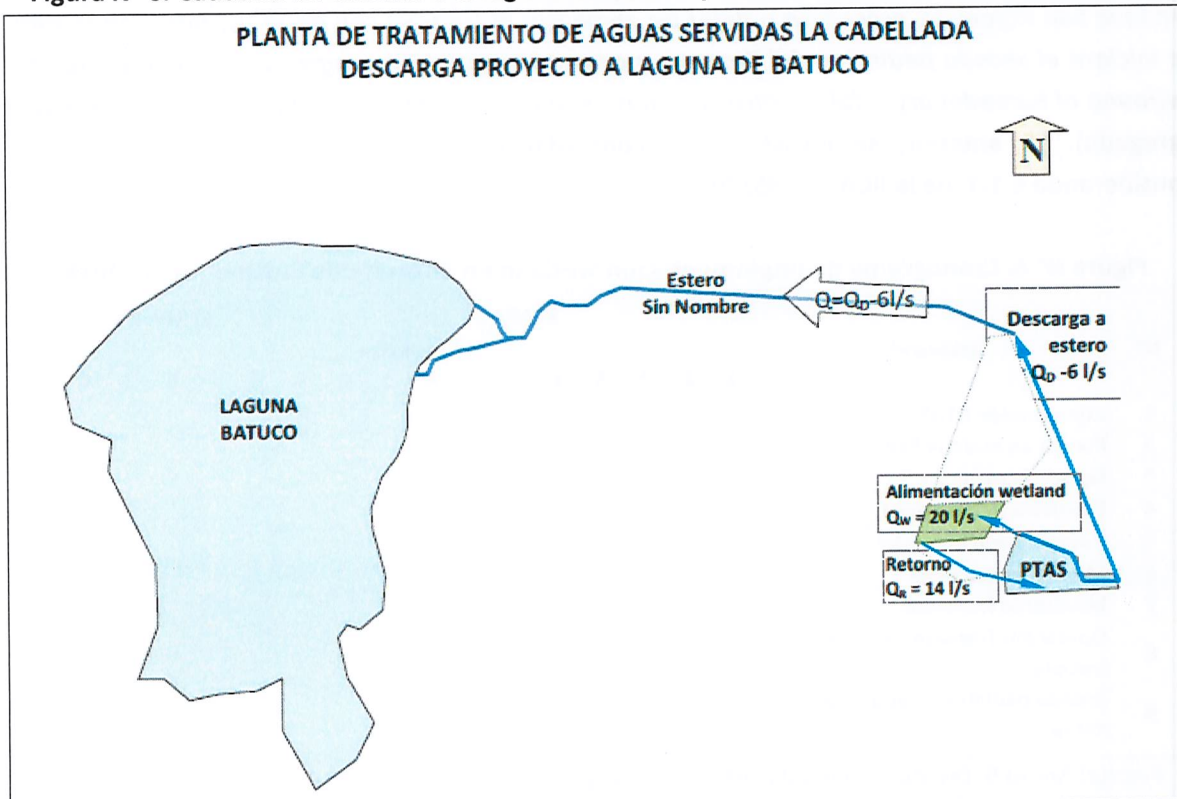 PLANTA DE TRATAMIENTO DE AGUAS SERVIDAS LA CADELLADA
DESCARGA PROYECTO A LAGUNA DE BATUCO
N
Estero
Sin Nombre
Q=Q_D-6l/s
Descarga a
estero
Q_D -6 l/s
LAGUNA
BATUCO
Alimentación wetland
Q_W = 20 l/s
Retorno
Q_R = 14 l/s
PTAS